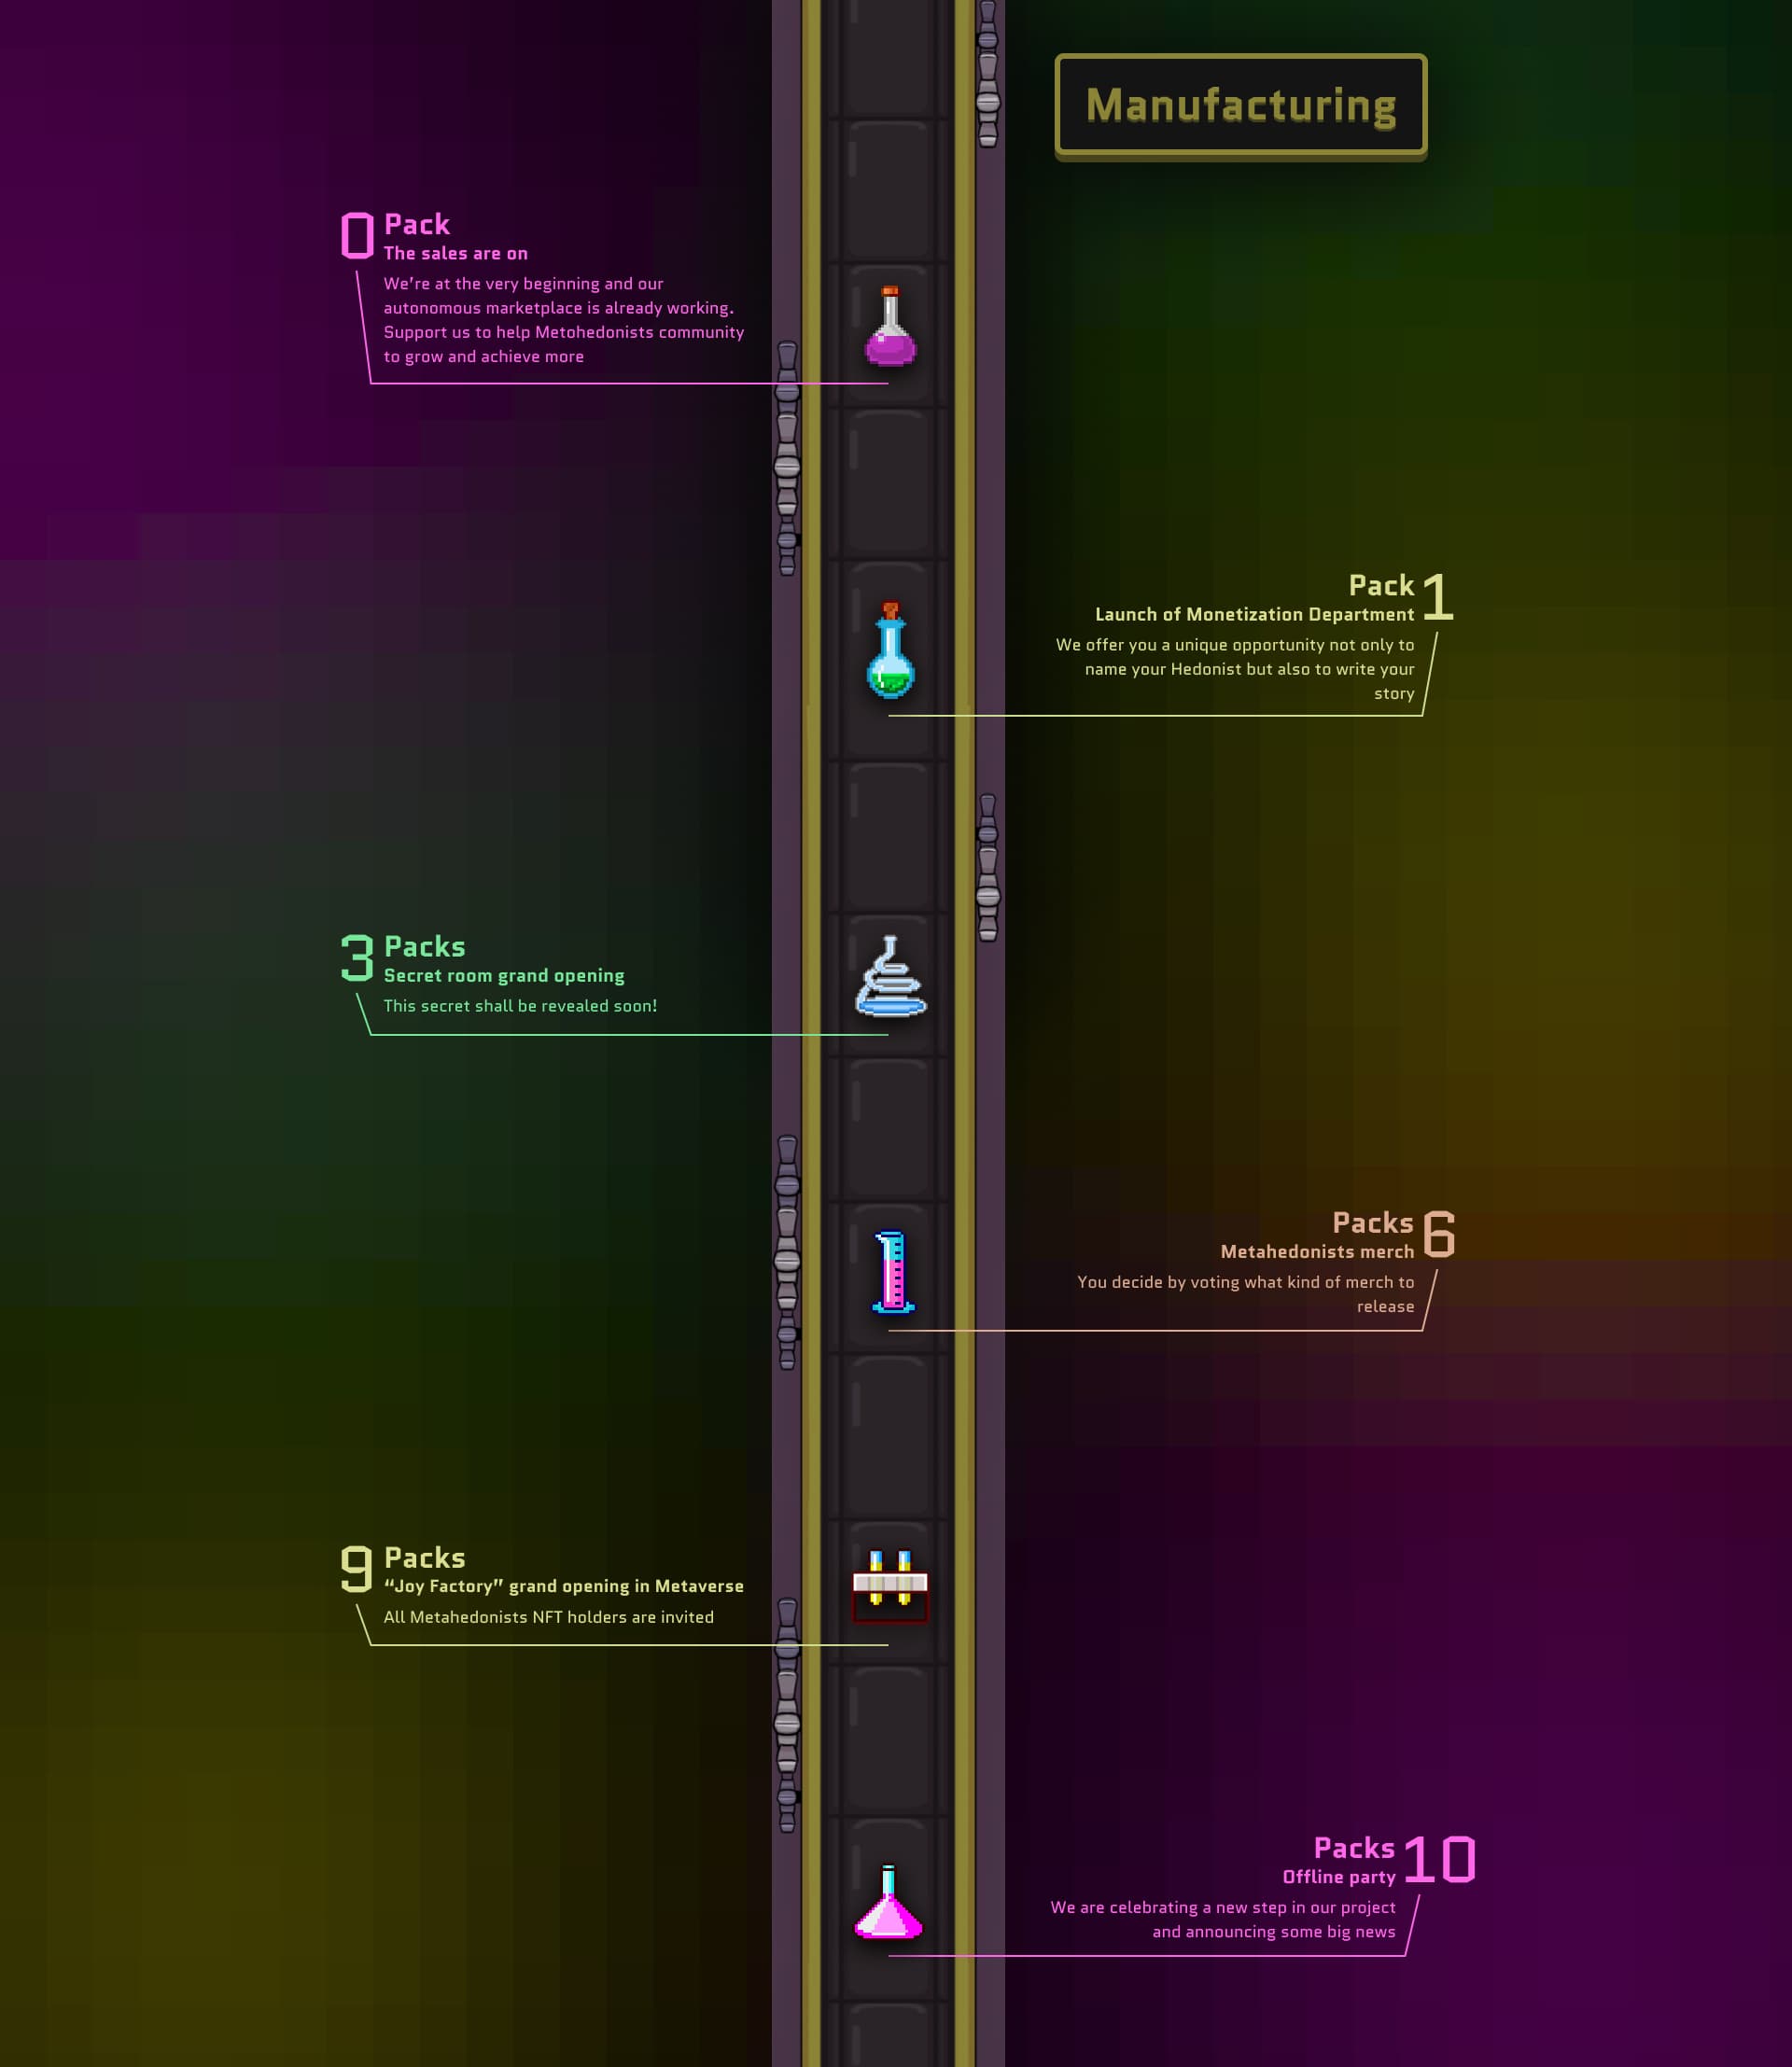 Manufacturing
0 Pack
The sales are on
We're at the very beginning and our
autonomous marketplace is already working.
Support us to help Metohedonists community
to grow and achieve more
Pack 1
Launch of Monetization Department
We offer you a unique opportunity not only to
name your Hedonist but also to write your
story
3 Packs
Secret room grand opening
This secret shall be revealed soon!
Packs 6
Metahedonists merch
You decide by voting what kind of merch to
release
9 Packs
“Joy Factory” grand opening in Metaverse
All Metahedonists NFT holders are invited
Packs 10
Offline party
We are celebrating a new step in our project
and announcing some big news